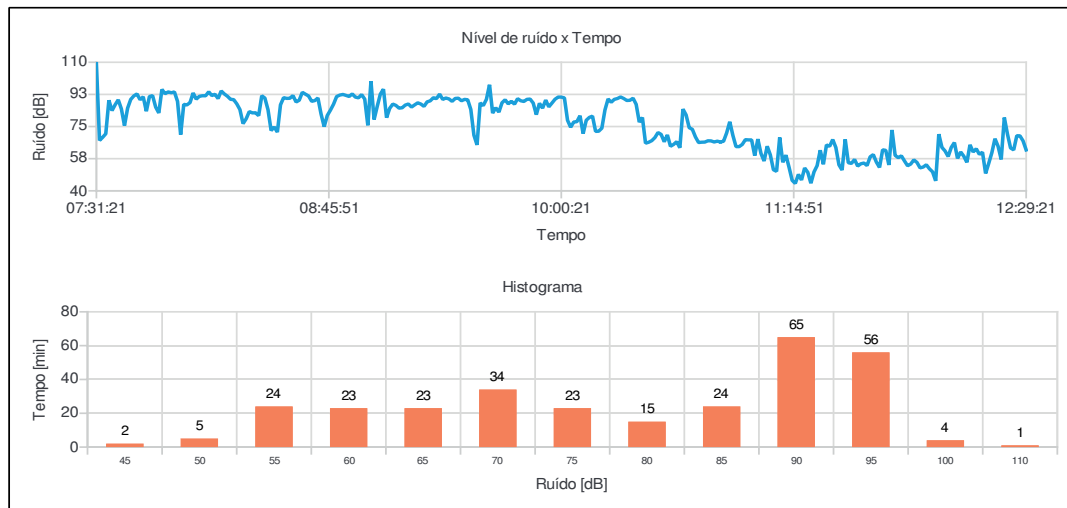 Nível de ruído x Tempo
Ruído [dB]
110
93
75
58
40
07:31:21 08:45:51 10:00:21 11:14:51 12:29:21
Tempo
Histograma
Tempo [min]
80
60
40
20
0
2 5 24 23 23 34 23 15 24 65 56 4 1
45 50 55 60 65 70 75 80 85 90 95 100 110
Ruído [dB]